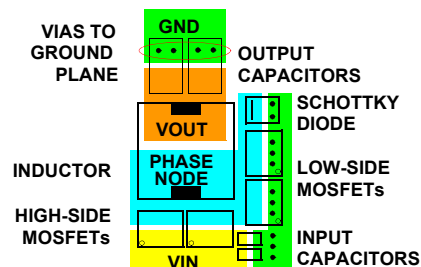 VIAS TO
GROUND
PLANE
GND
OUTPUT
CAPACITORS
SCHOTTKY
DIODE
VOUT
INDUCTOR
PHASE
NODE
LOW-SIDE
MOSFETs
HIGH-SIDE
MOSFETs
VIN
INPUT
CAPACITORS